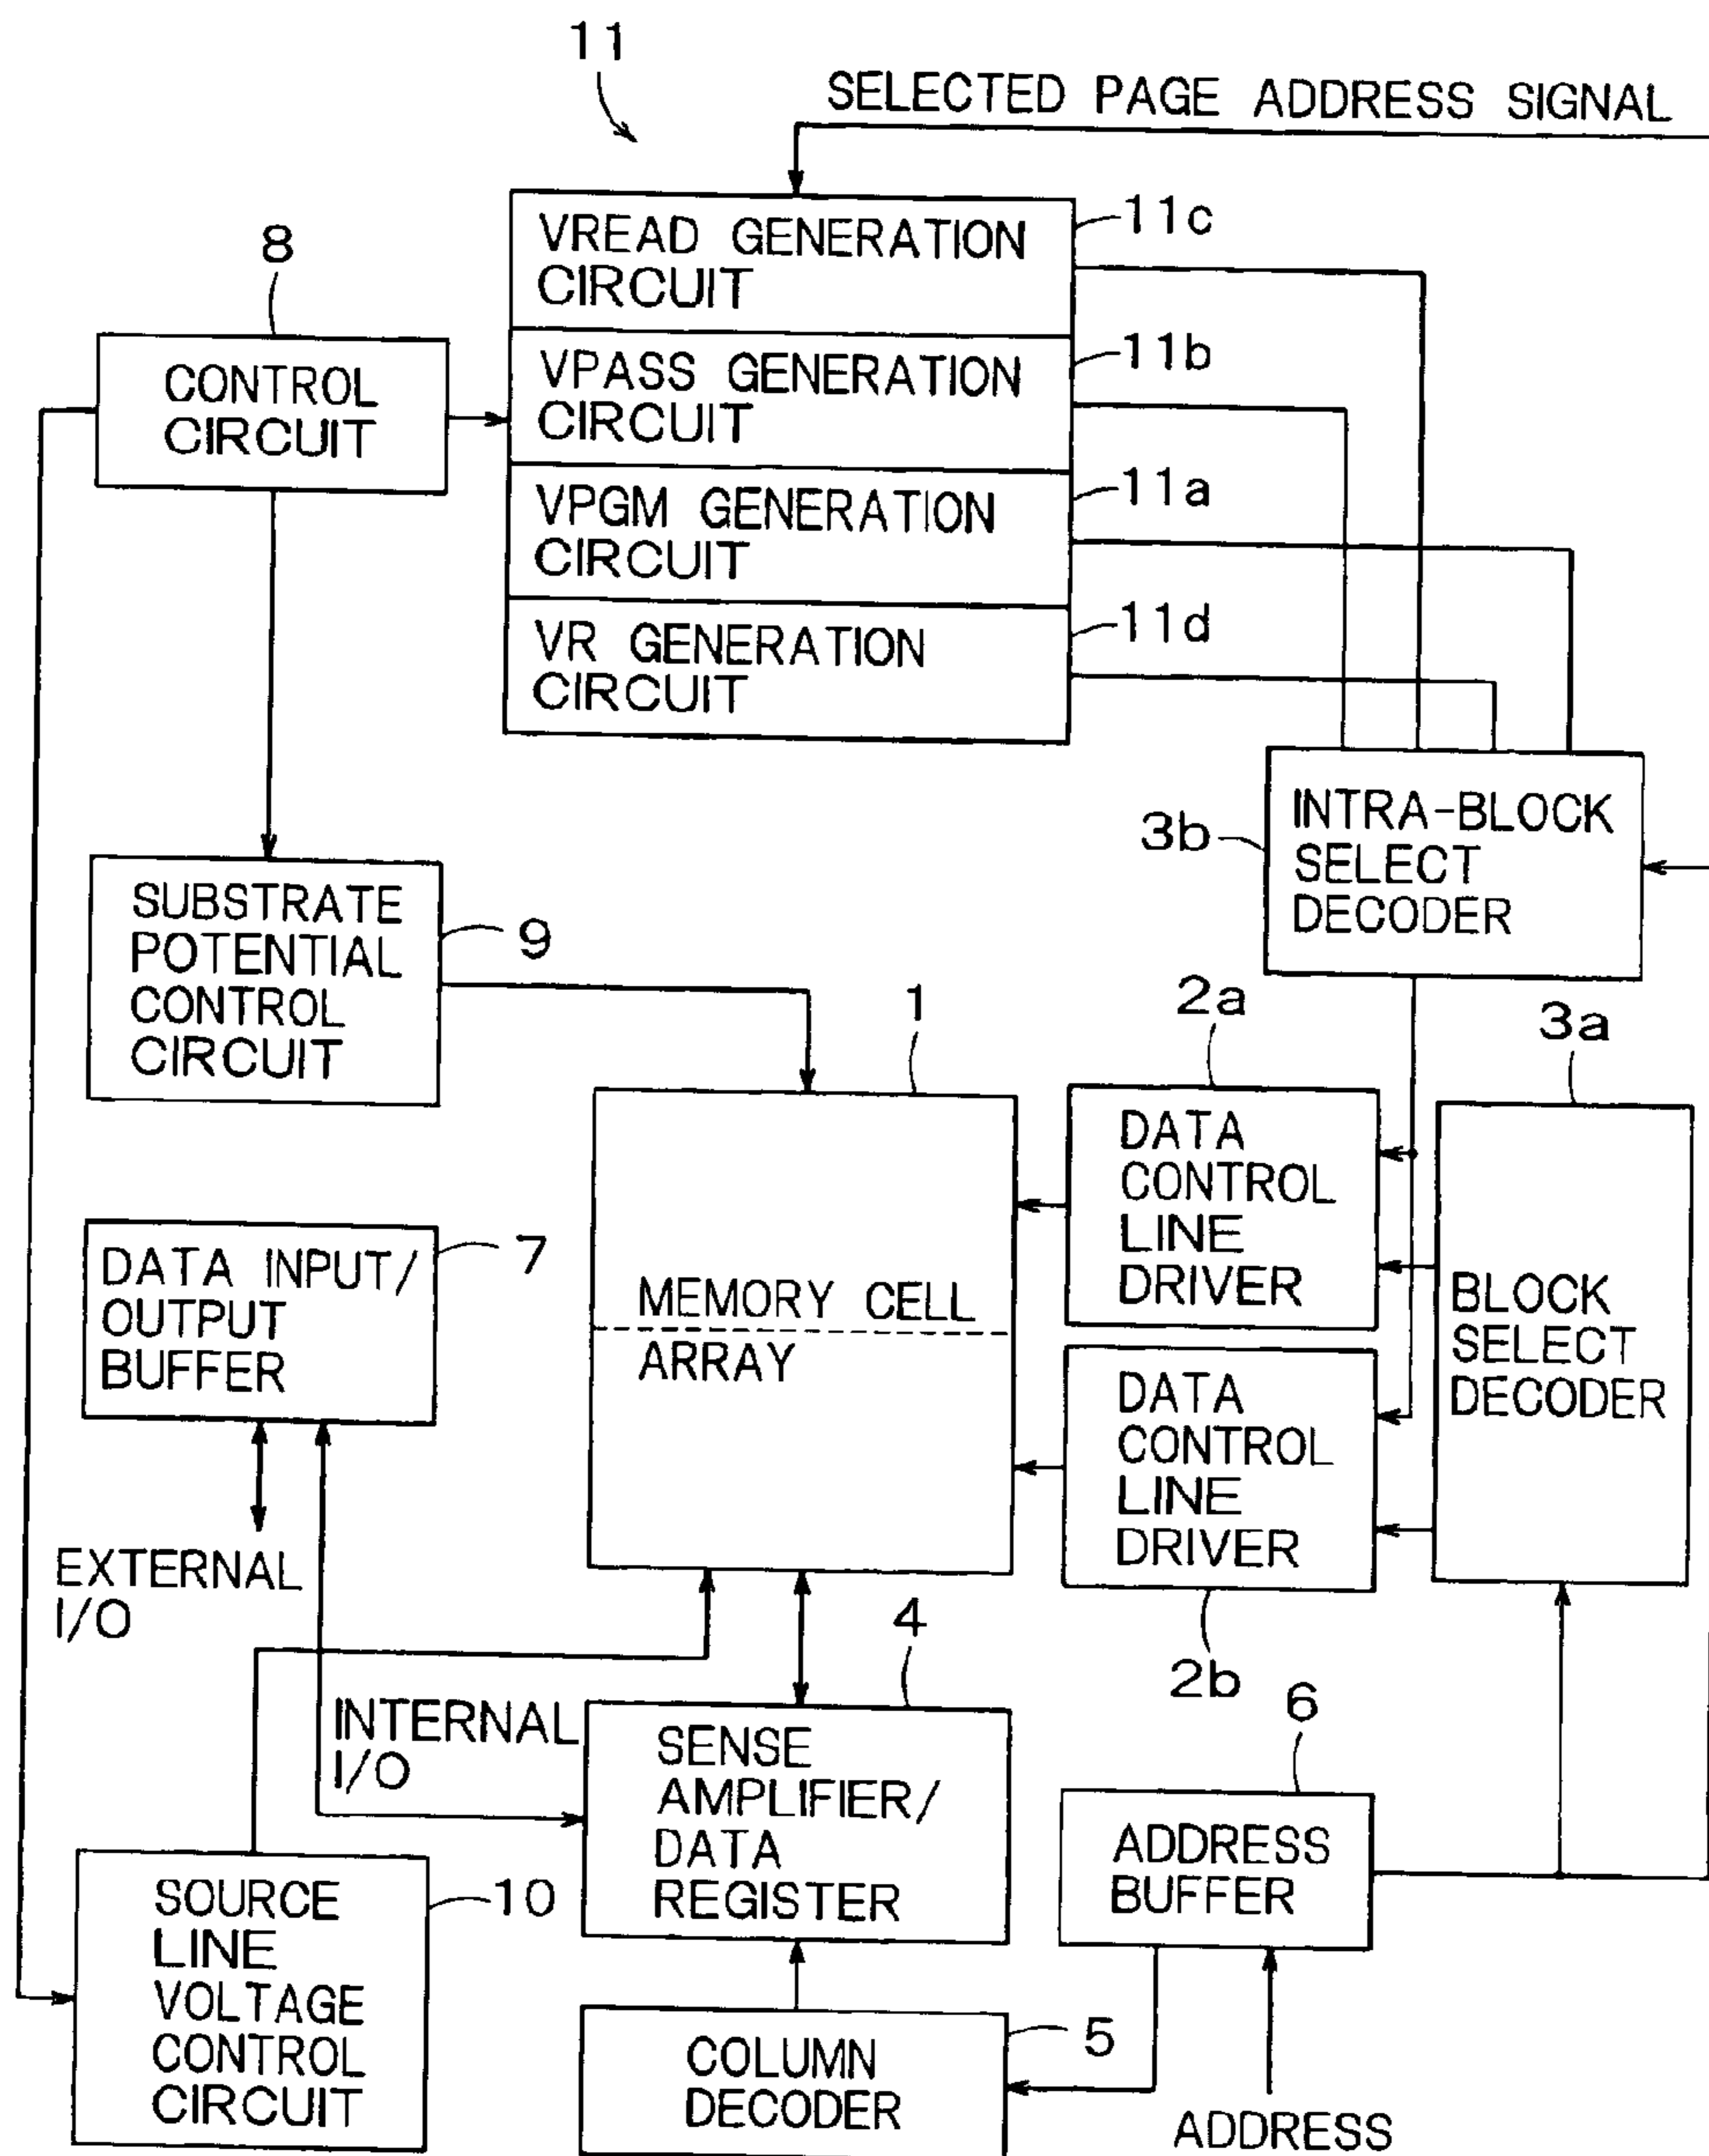 11
SELECTED PAGE ADDRESS SIGNAL
VREAD GENERATION
CIRCUIT
11c
8
CONTROL
CIRCUIT
VPASS GENERATION
CIRCUIT
11b
VPGM GENERATION
CIRCUIT
11a
VR GENERATION
CIRCUIT
11d
3b
INTRA-BLOCK
SELECT
DECODER
SUBSTRATE
POTENTIAL
CONTROL
CIRCUIT
9
1
2a
3a
DATA
CONTROL
LINE
DRIVER
DATA INPUT/
OUTPUT
BUFFER
7
MEMORY CELL
ARRAY
BLOCK
SELECT
DECODER
DATA
CONTROL
LINE
DRIVER
2b
EXTERNAL
I/O
INTERNAL
I/O
4
SENSE
AMPLIFIER/
DATA
REGISTER
6
ADDRESS
BUFFER
SOURCE
LINE
VOLTAGE
CONTROL
CIRCUIT
10
COLUMN
DECODER
5
ADDRESS